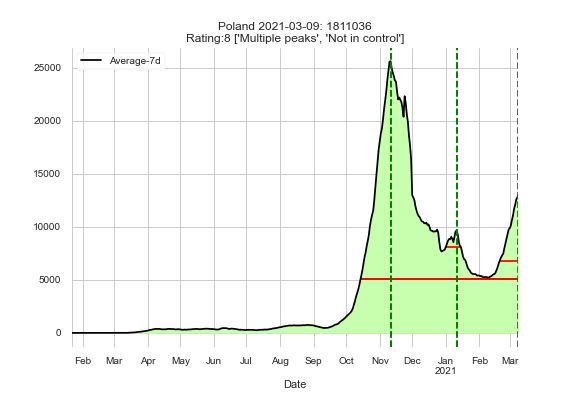 Poland 2021-03-09: 1811036
Rating:8 ['Multiple peaks', 'Not in control']
Average-7d
25000
20000
15000
10000
5000
0
Feb Mar Apr May Jun Jul Aug Sep Oct Nov Dec Jan Feb Mar
2021
Date